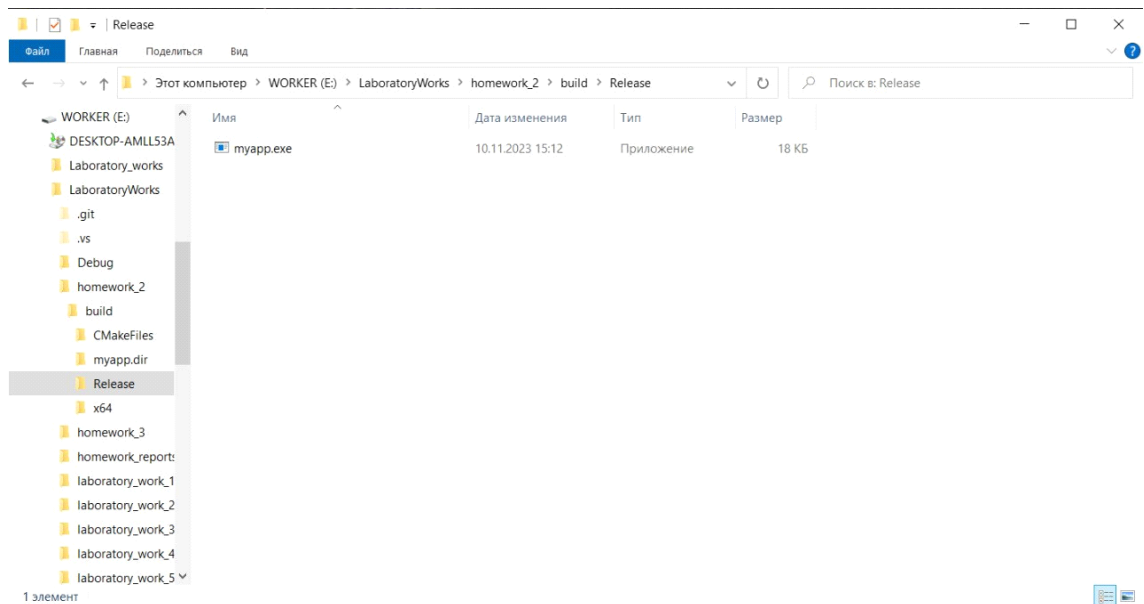 Release
Файл Главная Поделиться Вид
Этот компьютер > WORKER (E:) > LaboratoryWorks > homework_2 > build > Release
Поиск в: Release
WORKER (E:)
DESKTOP-AMLL53A
Laboratory_works
LaboratoryWorks
.git
.vs
Debug
homework_2
build
CMakeFiles
myapp.dir
Release
x64
homework_3
homework_reports
laboratory_work_1
laboratory_work_2
laboratory_work_3
laboratory_work_4
laboratory_work_5
Имя Дата изменения Тип Размер
myapp.exe 10.11.2023 15:12 Приложение 18 КБ
1 элемент